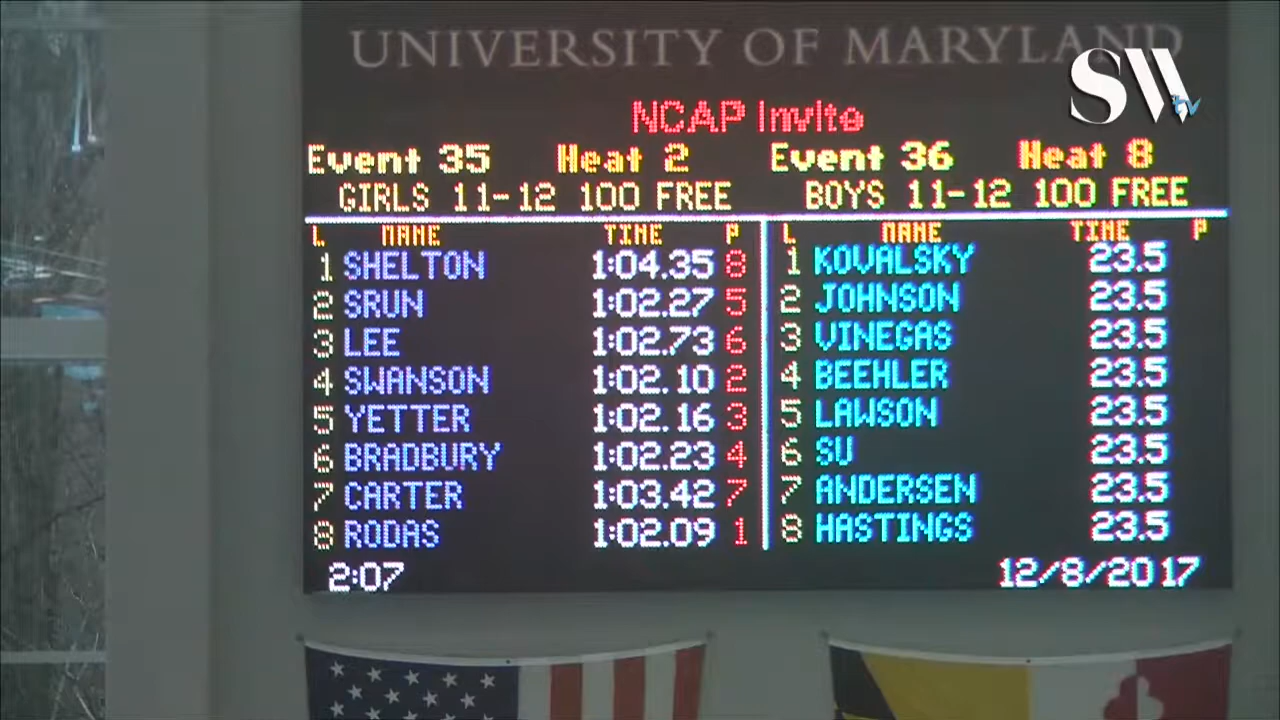 UNIVERSITY OF MARYLAND
SW tv
NCAP Invite
Event 35 Heat 2 Event 36 Heat 8
GIRLS 11-12 100 FREE BOYS 11-12 100 FREE
L NAME TIME P L NAME TIME P
1 SHELTON 1:04.35 8 1 KOVALSKY 23.5
2 SRUN 1:02.27 5 2 JOHNSON 23.5
3 LEE 1:02.73 6 3 VINEGAS 23.5
4 SWANSON 1:02.10 2 4 BEEHLER 23.5
5 YETTER 1:02.16 3 5 LAWSON 23.5
6 BRADBURY 1:02.23 4 6 SU 23.5
7 CARTER 1:03.42 7 7 ANDERSEN 23.5
8 RODAS 1:02.09 1 8 HASTINGS 23.5
2:07 12/8/2017